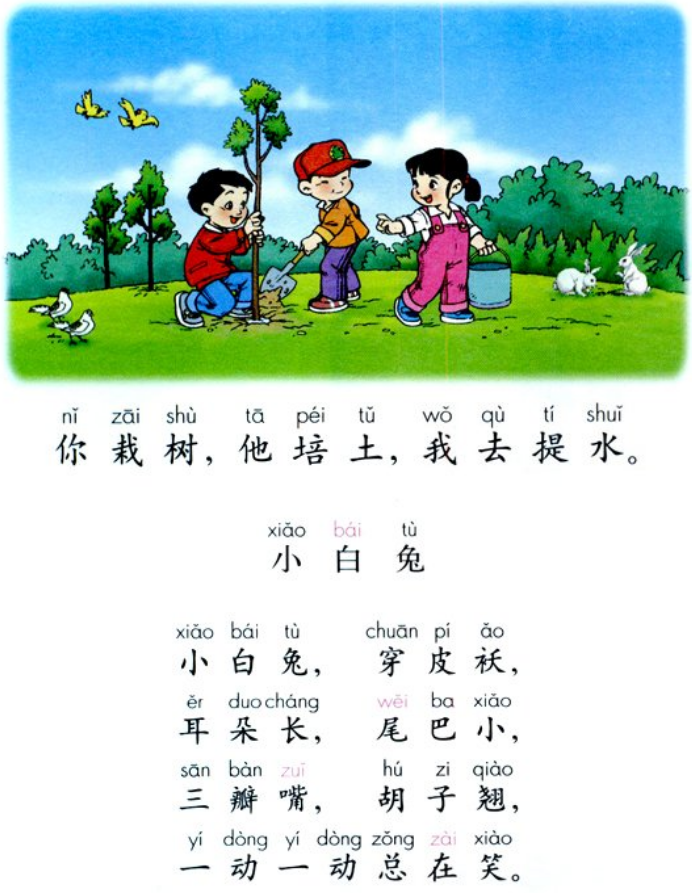 nǐ zāi shù tā péi tǔ wǒ qù tí shuǐ
你栽树，他培土，我去提水。
xiǎo bái tù
小白兔
xiǎo bái tù chuān pí ǎo
小白兔，穿皮袄，
ěr duo cháng wěi ba xiǎo
耳朵长，尾巴小，
sān bàn zuǐ hú zi qiào
三瓣嘴，胡子翘，
yí dòng yí dòng zǒng zài xiào
一动一动总在笑。